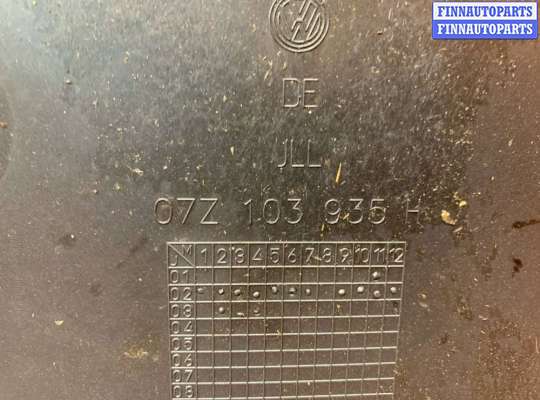 FINNAUTOPARTS
FINNAUTOPARTS
VW
DE
JLL
07Z 103 935 H
J M 1 2 3 4 5 6 7 8 9 10 11 12
01
02
03
04
05
06
07
08